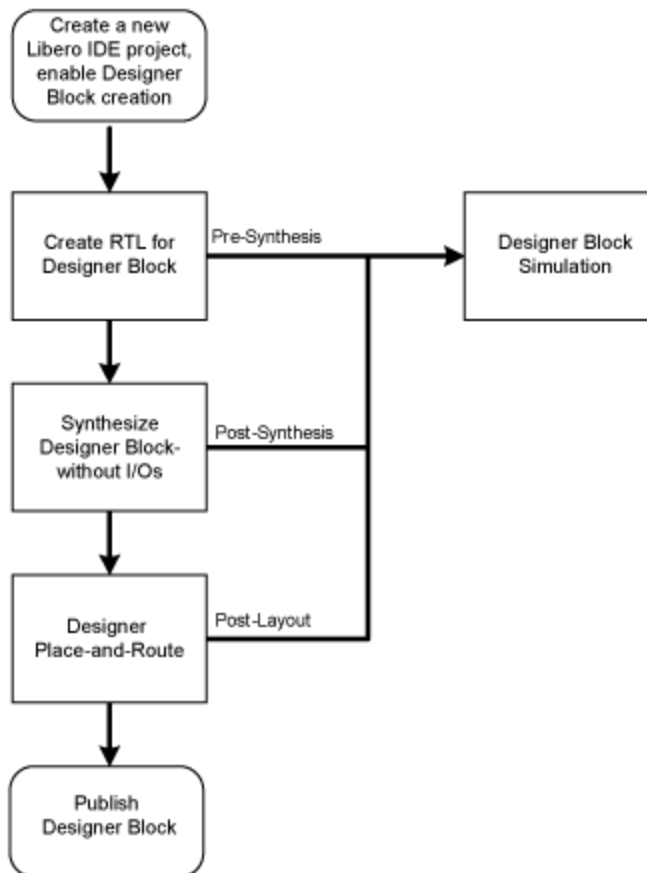 Create a new
Libero IDE project,
enable Designer
Block creation
Create RTL for
Designer Block
Pre-Synthesis
Designer Block
Simulation
Synthesize
Designer Block-
without I/Os
Post-Synthesis
Designer
Place-and-Route
Post-Layout
Publish
Designer Block